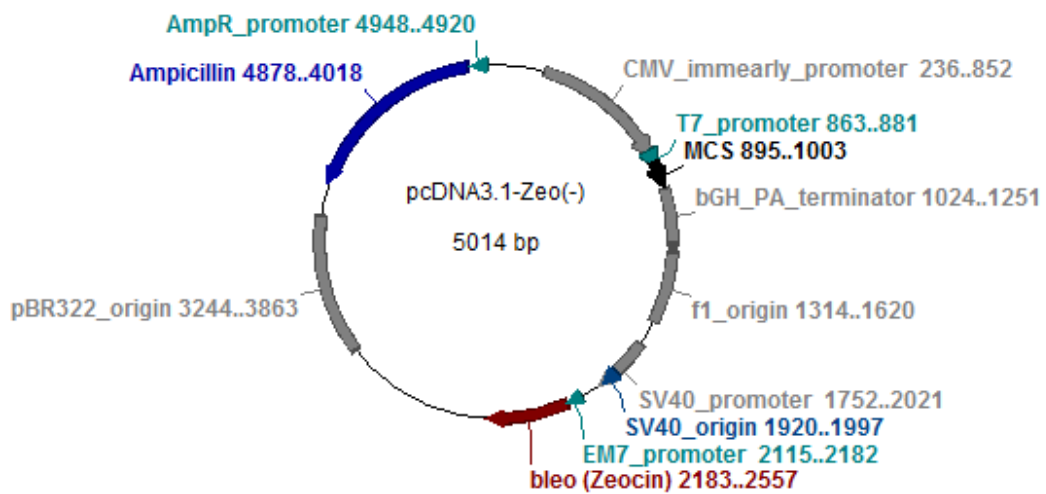 AmpR_promoter 4948..4920
Ampicillin 4878..4018
CMV_immearly_promoter 236..852
T7_promoter 863..881
MCS 895..1003
pcDNA3.1-Zeo(-)
bGH_PA_terminator 1024..1251
5014 bp
pBR322_origin 3244..3863
f1_origin 1314..1620
SV40_promoter 1752..2021
SV40_origin 1920..1997
EM7_promoter 2115..2182
bleo (Zeocin) 2183..2557